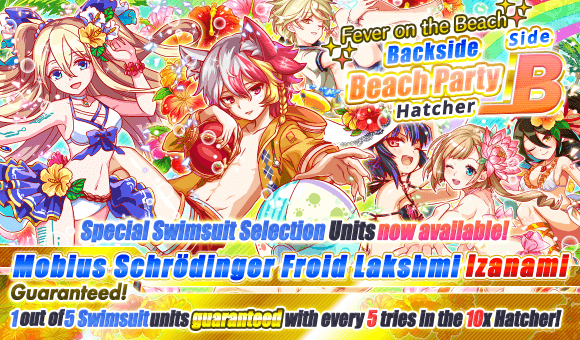 Fever on the Beach
Backside
Side
Beach Party
B
Hatcher
Special Swimsuit Selection Units now available!
Mobius Schrödinger Froid Lakshmi Izanami
Guaranteed!
1 out of 5 Swimsuit units guaranteed with every 5 tries in the 10x Hatcher!